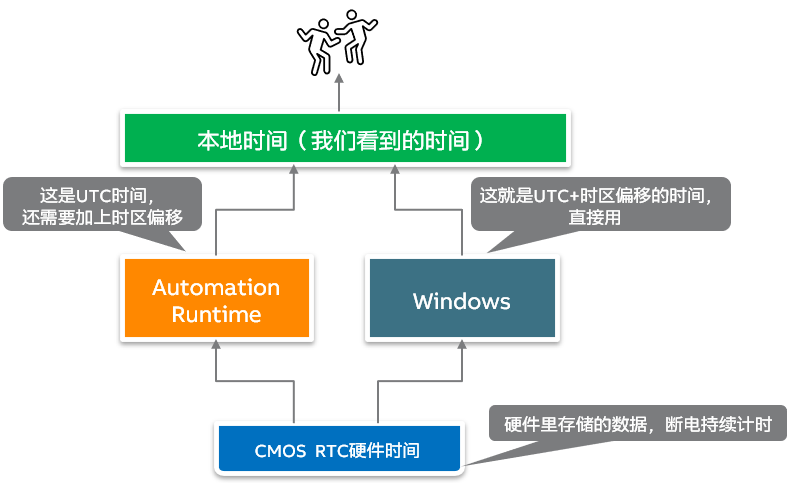 本地时间（我们看到的时间）
这是UTC时间，
还需要加上时区偏移
这就是UTC+时区偏移的时间，
直接用
Automation
Runtime
Windows
硬件里存储的数据，断电持续计时
CMOS RTC硬件时间